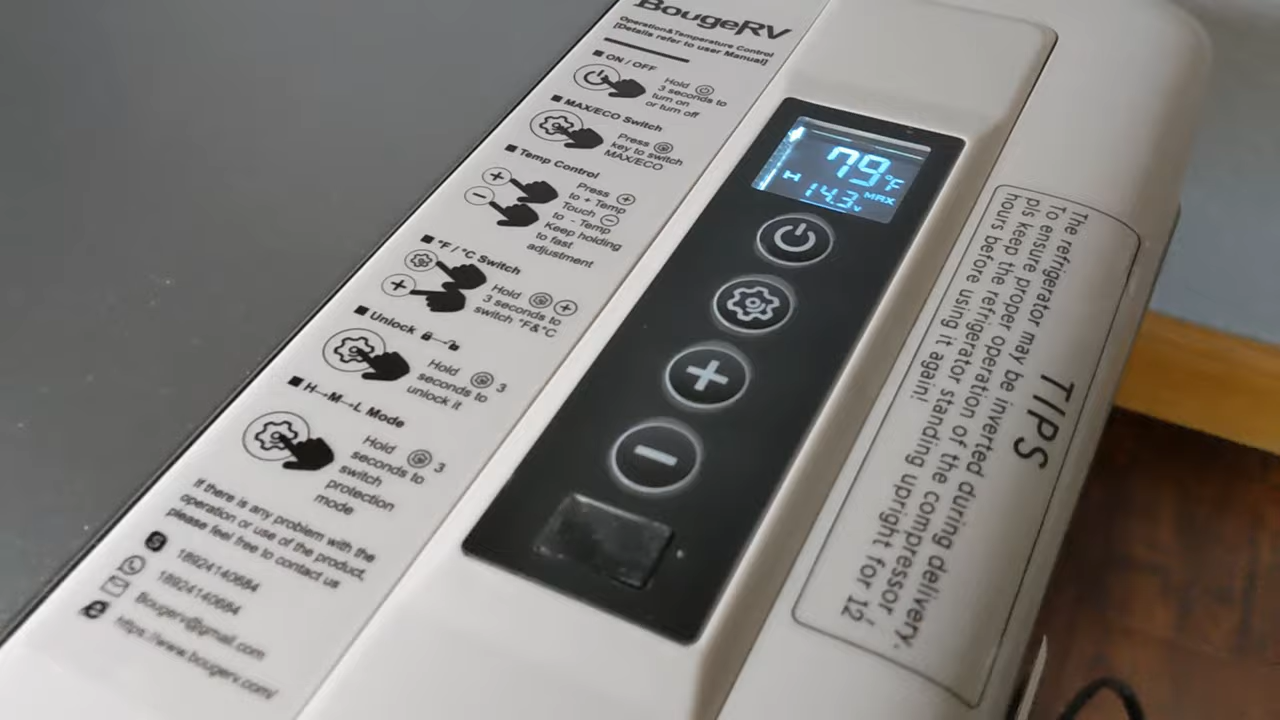 BougeRV
Operation&Temperature Control
[Details refer to user Manual]
■ ON / OFF
Hold
3 seconds to
turn on
or turn off
■ MAX/ECO Switch
Press
key to switch
MAX/ECO
■ Temp Control
Press +
to + Temp
Touch −
to - Temp
Keep holding
to fast
adjustment
■ °F / °C Switch
Hold +
3 seconds to
switch °F&°C
■ Unlock
Hold 3
seconds to
unlock it
■ H→M→L Mode
Hold 3
seconds to
switch
protection
mode
If there is any problem with the
operation or use of the product,
please feel free to contact us
18924140684
18924140684
Bougerv@gmail.com
https://www.bougerv.com/
79°F
H
14.3v
MAX
TIPS
The refrigerator may be inverted during delivery.
To ensure proper operation of the compressor
pls keep the refrigerator standing upright for 12
hours before using it again!